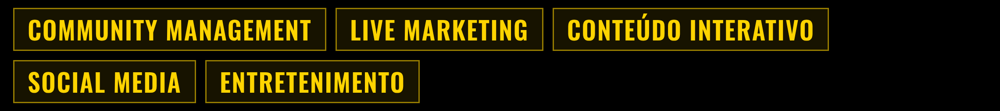 COMMUNITY MANAGEMENT LIVE MARKETING CONTEÚDO INTERATIVO
SOCIAL MEDIA ENTRETENIMENTO